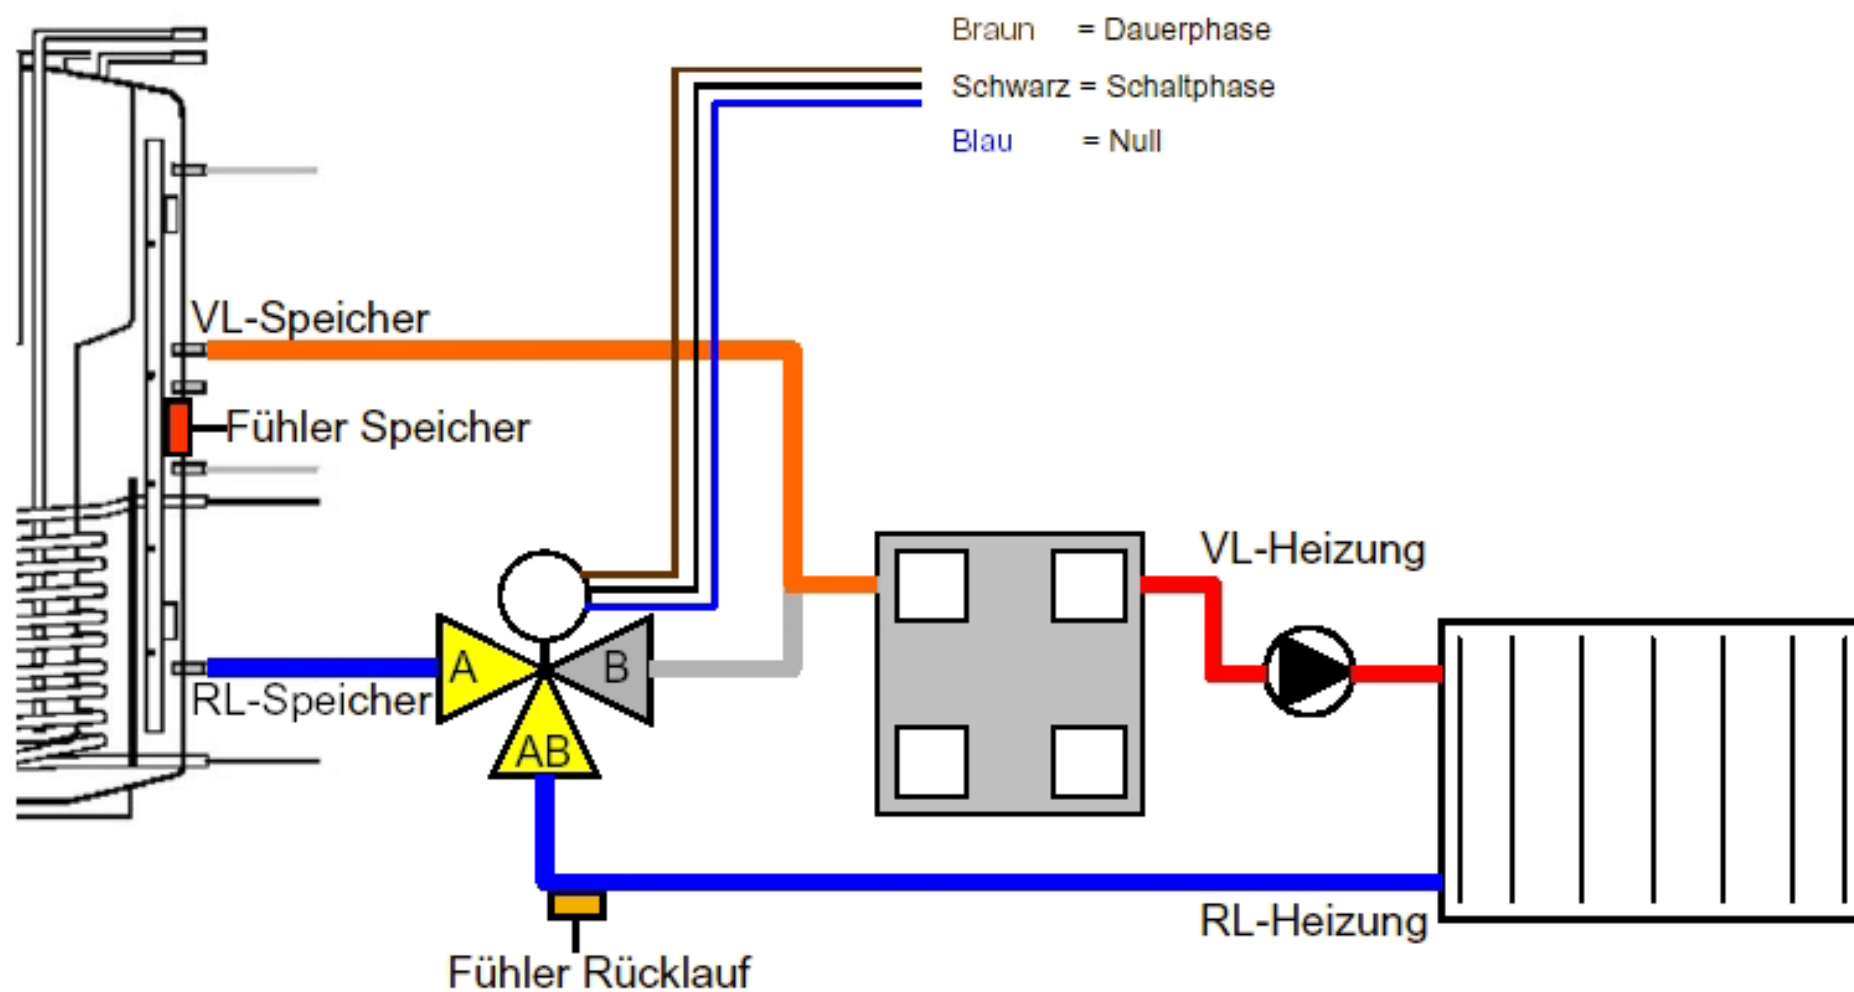 Braun = Dauerphase
Schwarz = Schaltphase
Blau = Null
VL-Speicher
Fühler Speicher
VL-Heizung
A
B
RL-Speicher
AB
RL-Heizung
Fühler Rücklauf